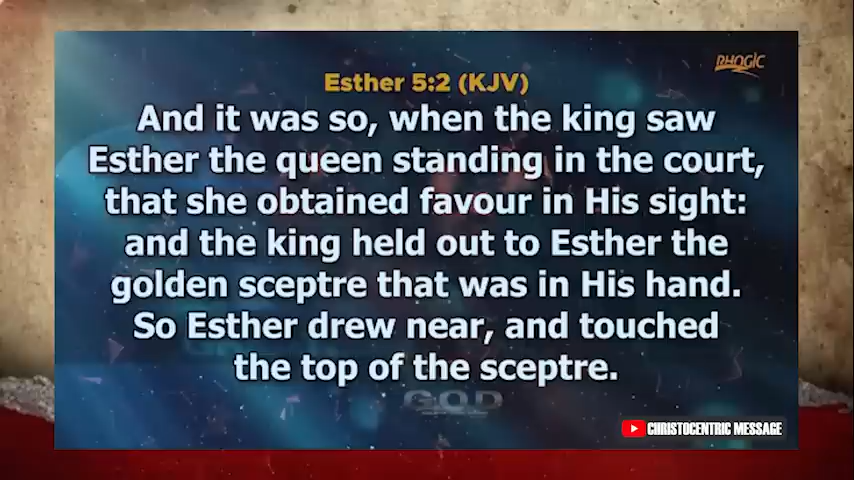 RHOGIC
Esther 5:2 (KJV)
And it was so, when the king saw
Esther the queen standing in the court,
that she obtained favour in His sight:
and the king held out to Esther the
golden sceptre that was in His hand.
So Esther drew near, and touched
the top of the sceptre.
GOD
CHRISTOCENTRIC MESSAGE